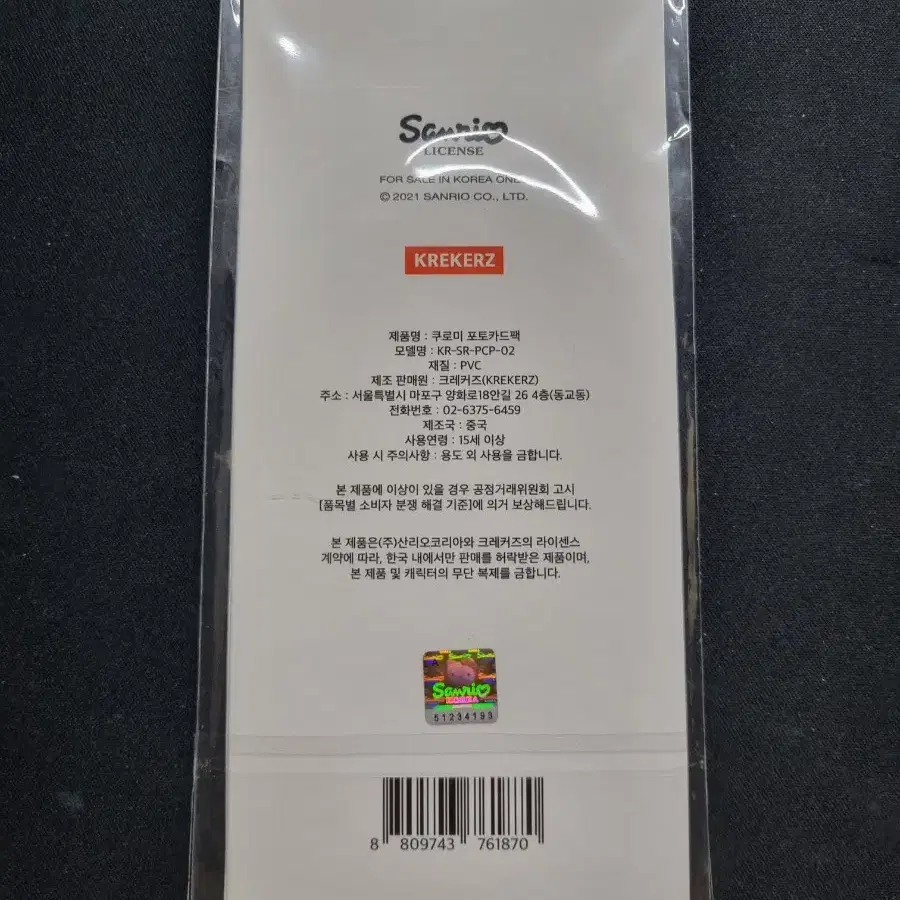 Sanrio
LICENSE
FOR SALE IN KOREA ONL
© 2021 SANRIO CO., LTD.
KREKERZ
제품명 : 쿠로미 포토카드팩
모델명 : KR-SR-PCP-02
재질 : PVC
제조 판매원 : 크레커즈(KREKERZ)
주소 : 서울특별시 마포구 양화로18안길 26 4층(동교동)
전화번호 : 02-6375-6459
제조국 : 중국
사용연령 : 15세 이상
사용 시 주의사항 : 용도 외 사용을 금합니다.
본 제품에 이상이 있을 경우 공정거래위원회 고시
[품목별 소비자 분쟁 해결 기준]에 의거 보상해드립니다.
본 제품은(주)산리오코리아와 크레커즈의 라이센스
계약에 따라, 한국 내에서만 판매를 허락받은 제품이며,
본 제품 및 캐릭터의 무단 복제를 금합니다.
Sanrio
KOREA
51234193
8 809743 761870